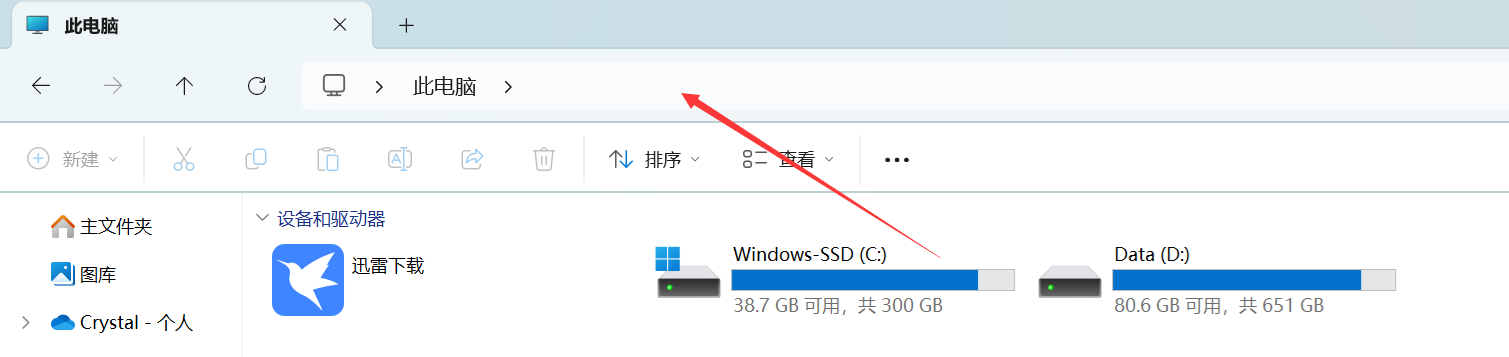 此电脑
此电脑
新建 排序 查看
主文件夹
图库
Crystal - 个人
设备和驱动器
迅雷下载
Windows-SSD (C:)
38.7 GB 可用，共 300 GB
Data (D:)
80.6 GB 可用，共 651 GB